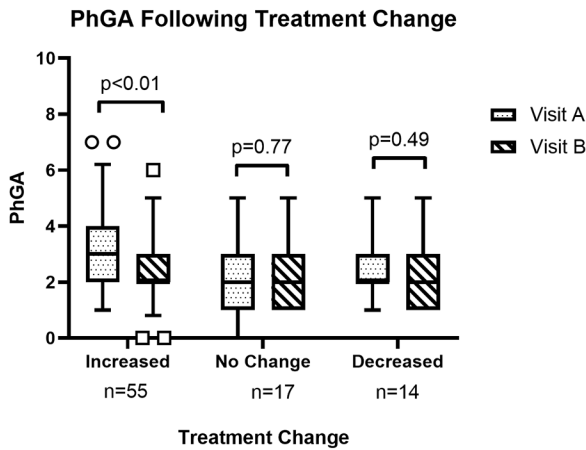 PhGA Following Treatment Change
10
8
6
4
2
0
PhGA
p<0.01
p=0.77
p=0.49
Visit A
Visit B
Increased No Change Decreased
n=55 n=17 n=14
Treatment Change